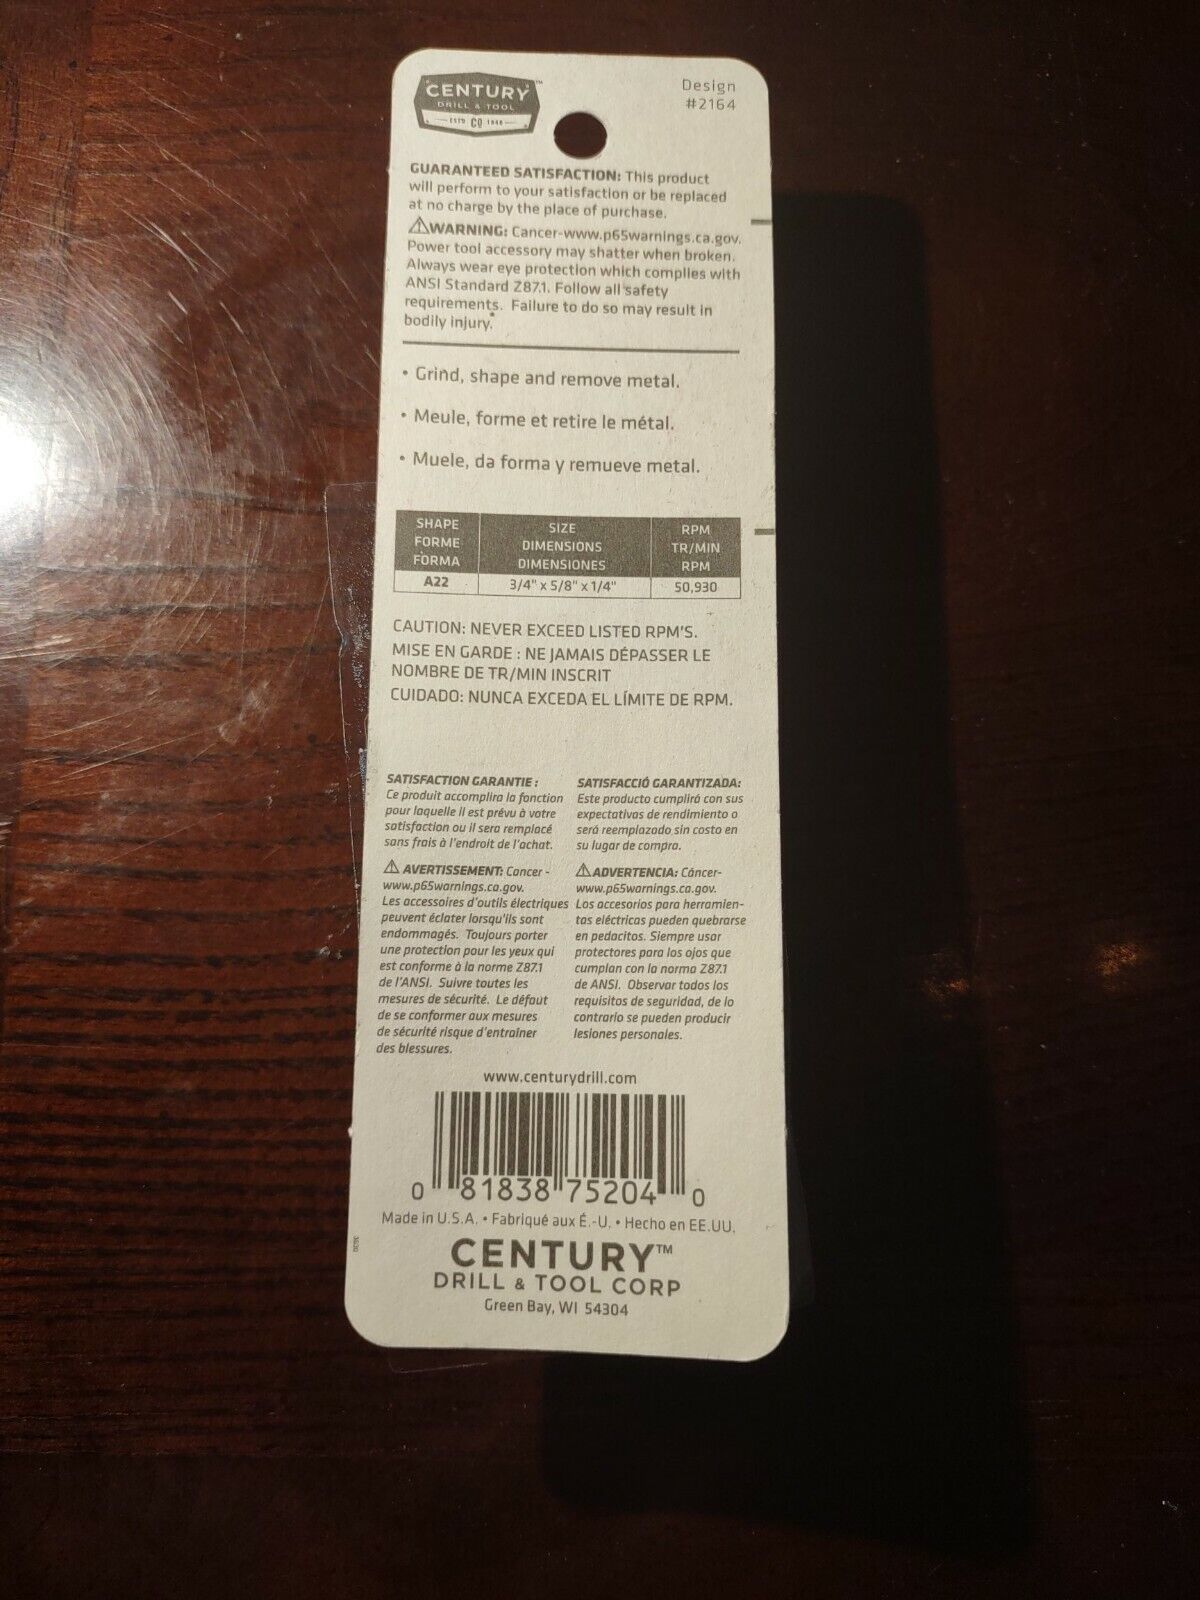 CENTURY™
DRILL & TOOL
ESTD CO 1946
Design
#2164
GUARANTEED SATISFACTION: This product
will perform to your satisfaction or be replaced
at no charge by the place of purchase.
⚠WARNING: Cancer-www.p65warnings.ca.gov.
Power tool accessory may shatter when broken.
Always wear eye protection which complies with
ANSI Standard Z87.1. Follow all safety
requirements. Failure to do so may result in
bodily injury.
• Grind, shape and remove metal.
• Meule, forme et retire le métal.
• Muele, da forma y remueve metal.
SHAPE SIZE RPM
FORME DIMENSIONS TR/MIN
FORMA DIMENSIONES RPM
A22 3/4" x 5/8" x 1/4" 50,930
CAUTION: NEVER EXCEED LISTED RPM'S.
MISE EN GARDE : NE JAMAIS DÉPASSER LE
NOMBRE DE TR/MIN INSCRIT
CUIDADO: NUNCA EXCEDA EL LÍMITE DE RPM.
SATISFACTION GARANTIE :
Ce produit accomplira la fonction
pour laquelle il est prévu à votre
satisfaction ou il sera remplacé
sans frais à l'endroit de l'achat.
⚠ AVERTISSEMENT: Cancer -
www.p65warnings.ca.gov.
Les accessoires d'outils électriques
peuvent éclater lorsqu'ils sont
endommagés. Toujours porter
une protection pour les yeux qui
est conforme à la norme Z87.1
de l'ANSI. Suivre toutes les
mesures de sécurité. Le défaut
de se conformer aux mesures
de sécurité risque d'entraîner
des blessures.
SATISFACCIÓ GARANTIZADA:
Este producto cumplirá con sus
expectativas de rendimiento o
será reemplazado sin costo en
su lugar de compra.
⚠ADVERTENCIA: Cáncer-
www.p65warnings.ca.gov.
Los accesorios para herramien-
tas eléctricas pueden quebrarse
en pedacitos. Siempre usar
protectores para los ojos que
cumplan con la norma Z87.1
de ANSI. Observar todos los
requisitos de seguridad, de lo
contrario se pueden producir
lesiones personales.
www.centurydrill.com
0 81838 75204 0
Made in U.S.A. • Fabriqué aux É.-U. • Hecho en EE.UU.
CENTURY™
DRILL & TOOL CORP
Green Bay, WI 54304